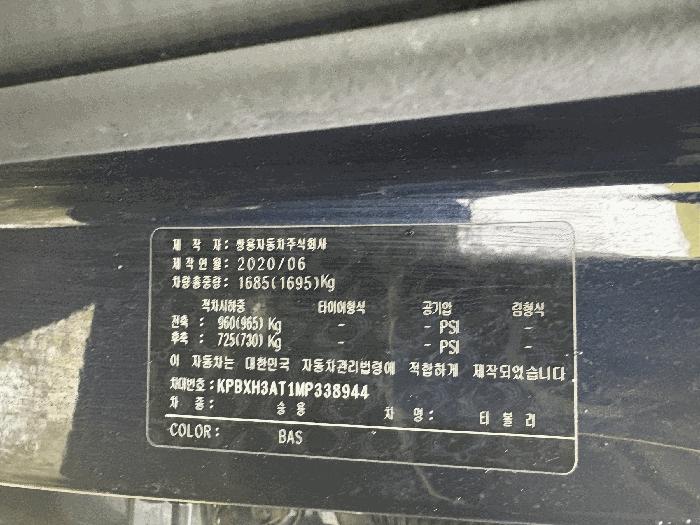 제 작 자: 쌍용자동차주식회사
제작연월: 2020/06
차량총중량: 1685(1695)Kg
적차시하중 타이어형식 공기압 림형식
전축 : 960(965) Kg - - PSI -
후축 : 725(730) Kg - - PSI -
이 자동차는 대한민국 자동차관리법령에 적합하게 제작되었습니다
차대번호: KPBXH3AT1MP338944
차 종: 승 용 차 명: 티 볼 리
COLOR: BAS